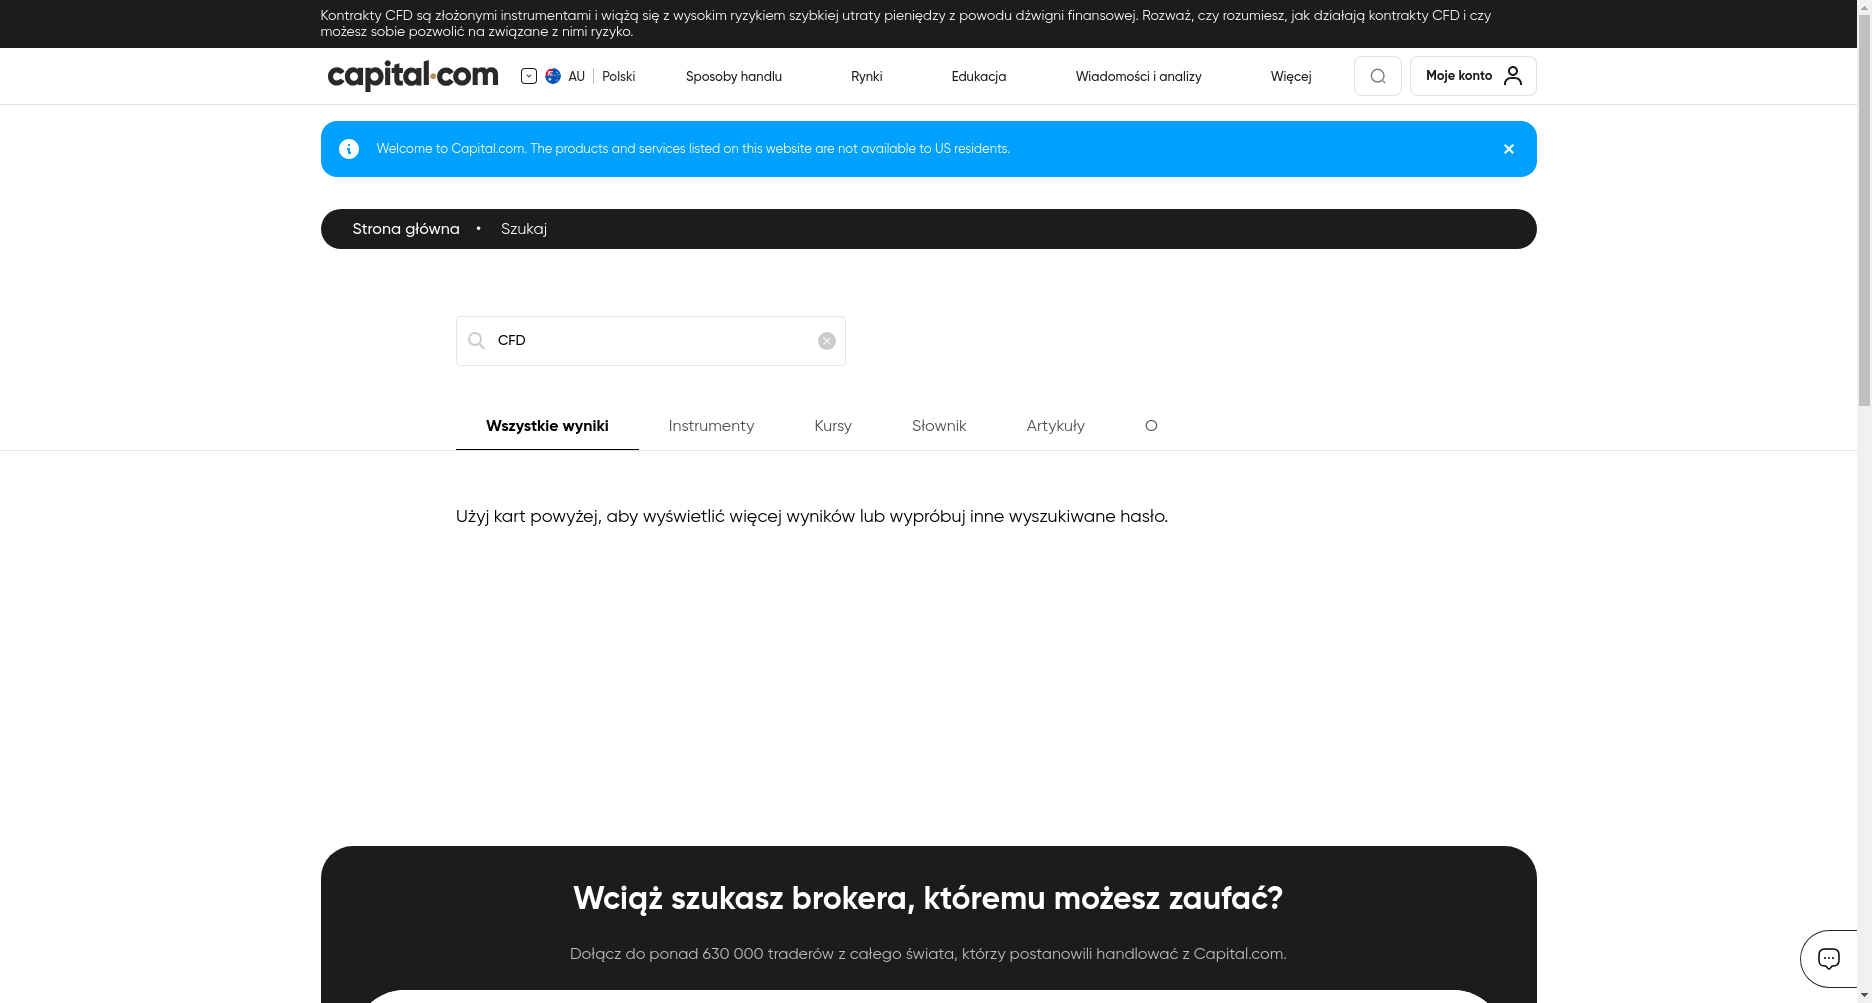 Kontrakty CFD są złożonymi instrumentami i wiążą się z wysokim ryzykiem szybkiej utraty pieniędzy z powodu dźwigni finansowej. Rozważ, czy rozumiesz, jak działają kontrakty CFD i czy
możesz sobie pozwolić na związane z nimi ryzyko.
capital.com AU Polski Sposoby handlu Rynki Edukacja Wiadomości i analizy Więcej Moje konto
Welcome to Capital.com. The products and services listed on this website are not available to US residents.
Strona główna • Szukaj
CFD
Wszystkie wyniki Instrumenty Kursy Słownik Artykuły O
Użyj kart powyżej, aby wyświetlić więcej wyników lub wypróbuj inne wyszukiwane hasło.
Wciąż szukasz brokera, któremu możesz zaufać?
Dołącz do ponad 630 000 traderów z całego świata, którzy postanowili handlować z Capital.com.